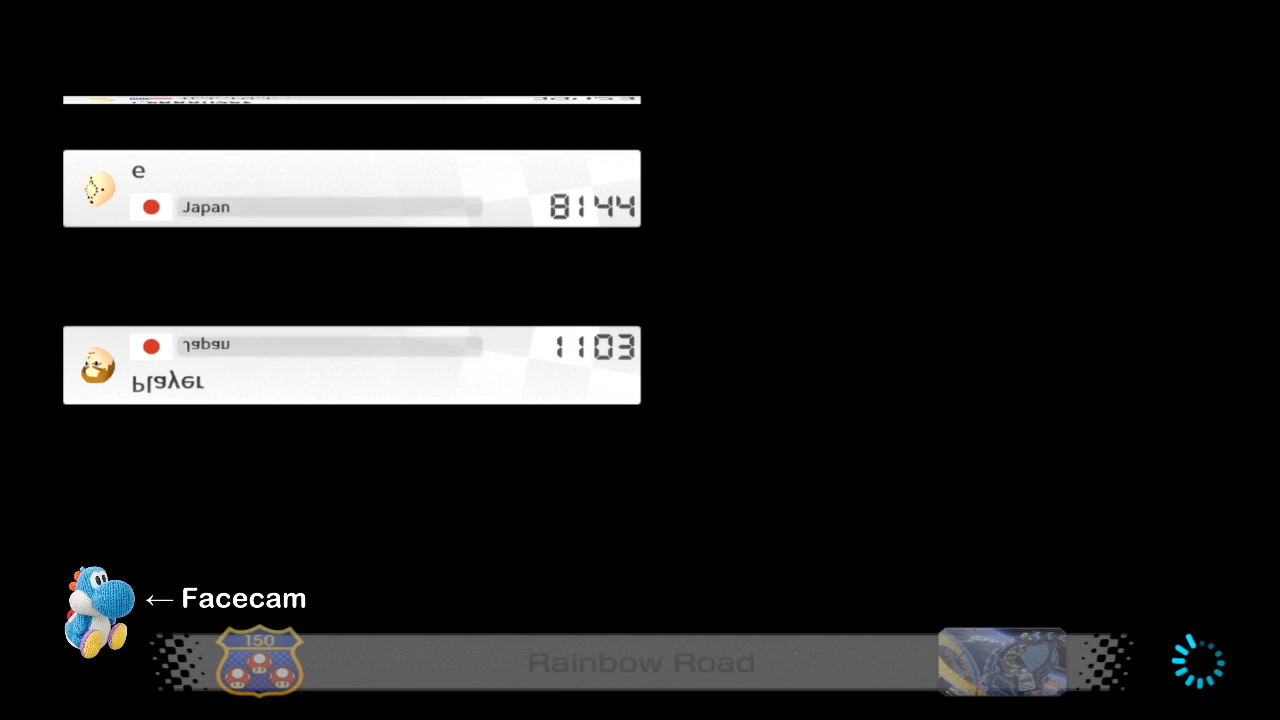 e
Japan 8144
Japan 1103
Player
← Facecam
150
Rainbow Road